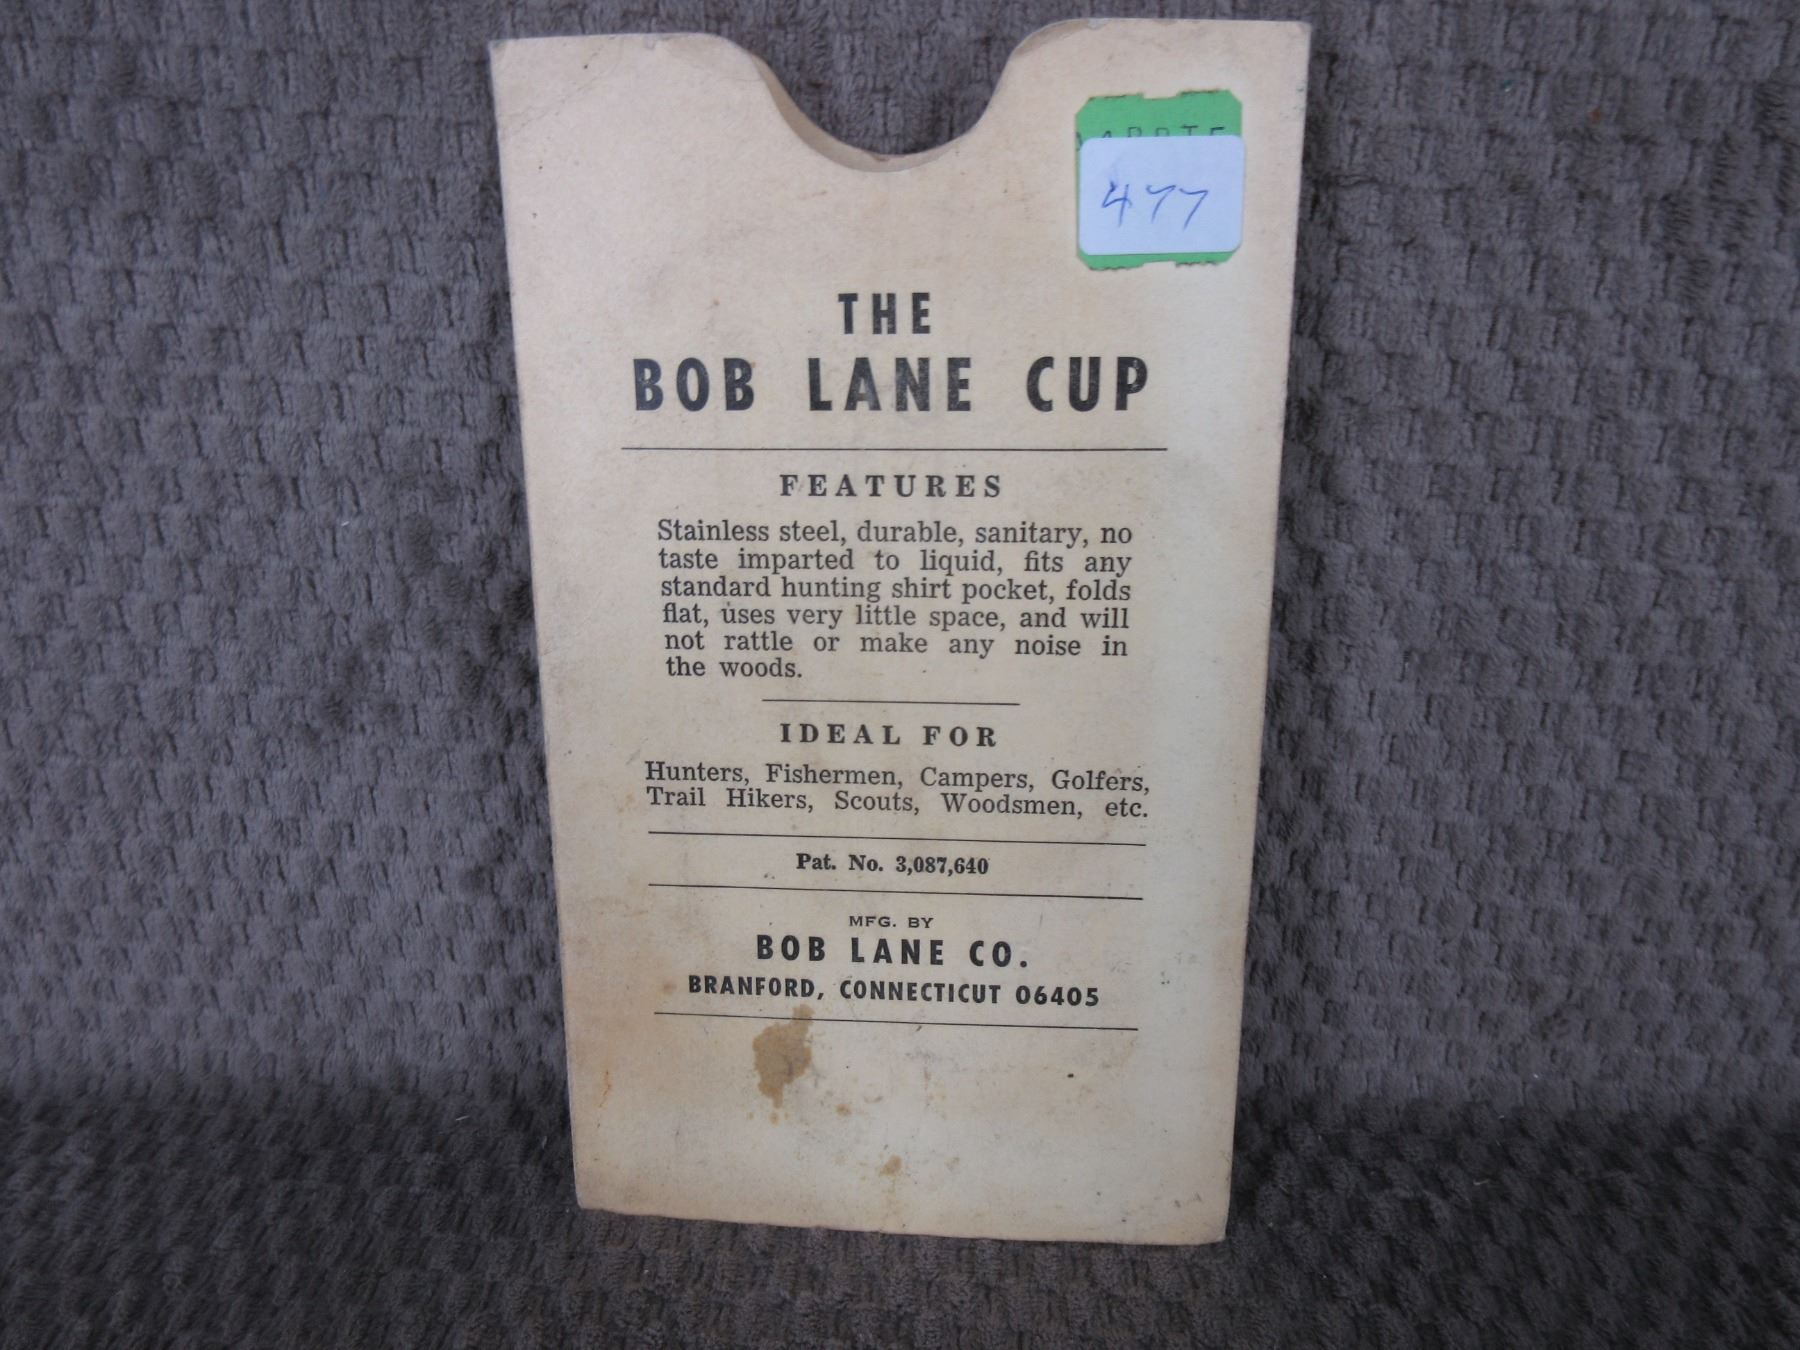 477
THE
BOB LANE CUP
FEATURES
Stainless steel, durable, sanitary, no
taste imparted to liquid, fits any
standard hunting shirt pocket, folds
flat, uses very little space, and will
not rattle or make any noise in
the woods.
IDEAL FOR
Hunters, Fishermen, Campers, Golfers,
Trail Hikers, Scouts, Woodsmen, etc.
Pat. No. 3,087,640
MFG. BY
BOB LANE CO.
BRANFORD, CONNECTICUT 06405